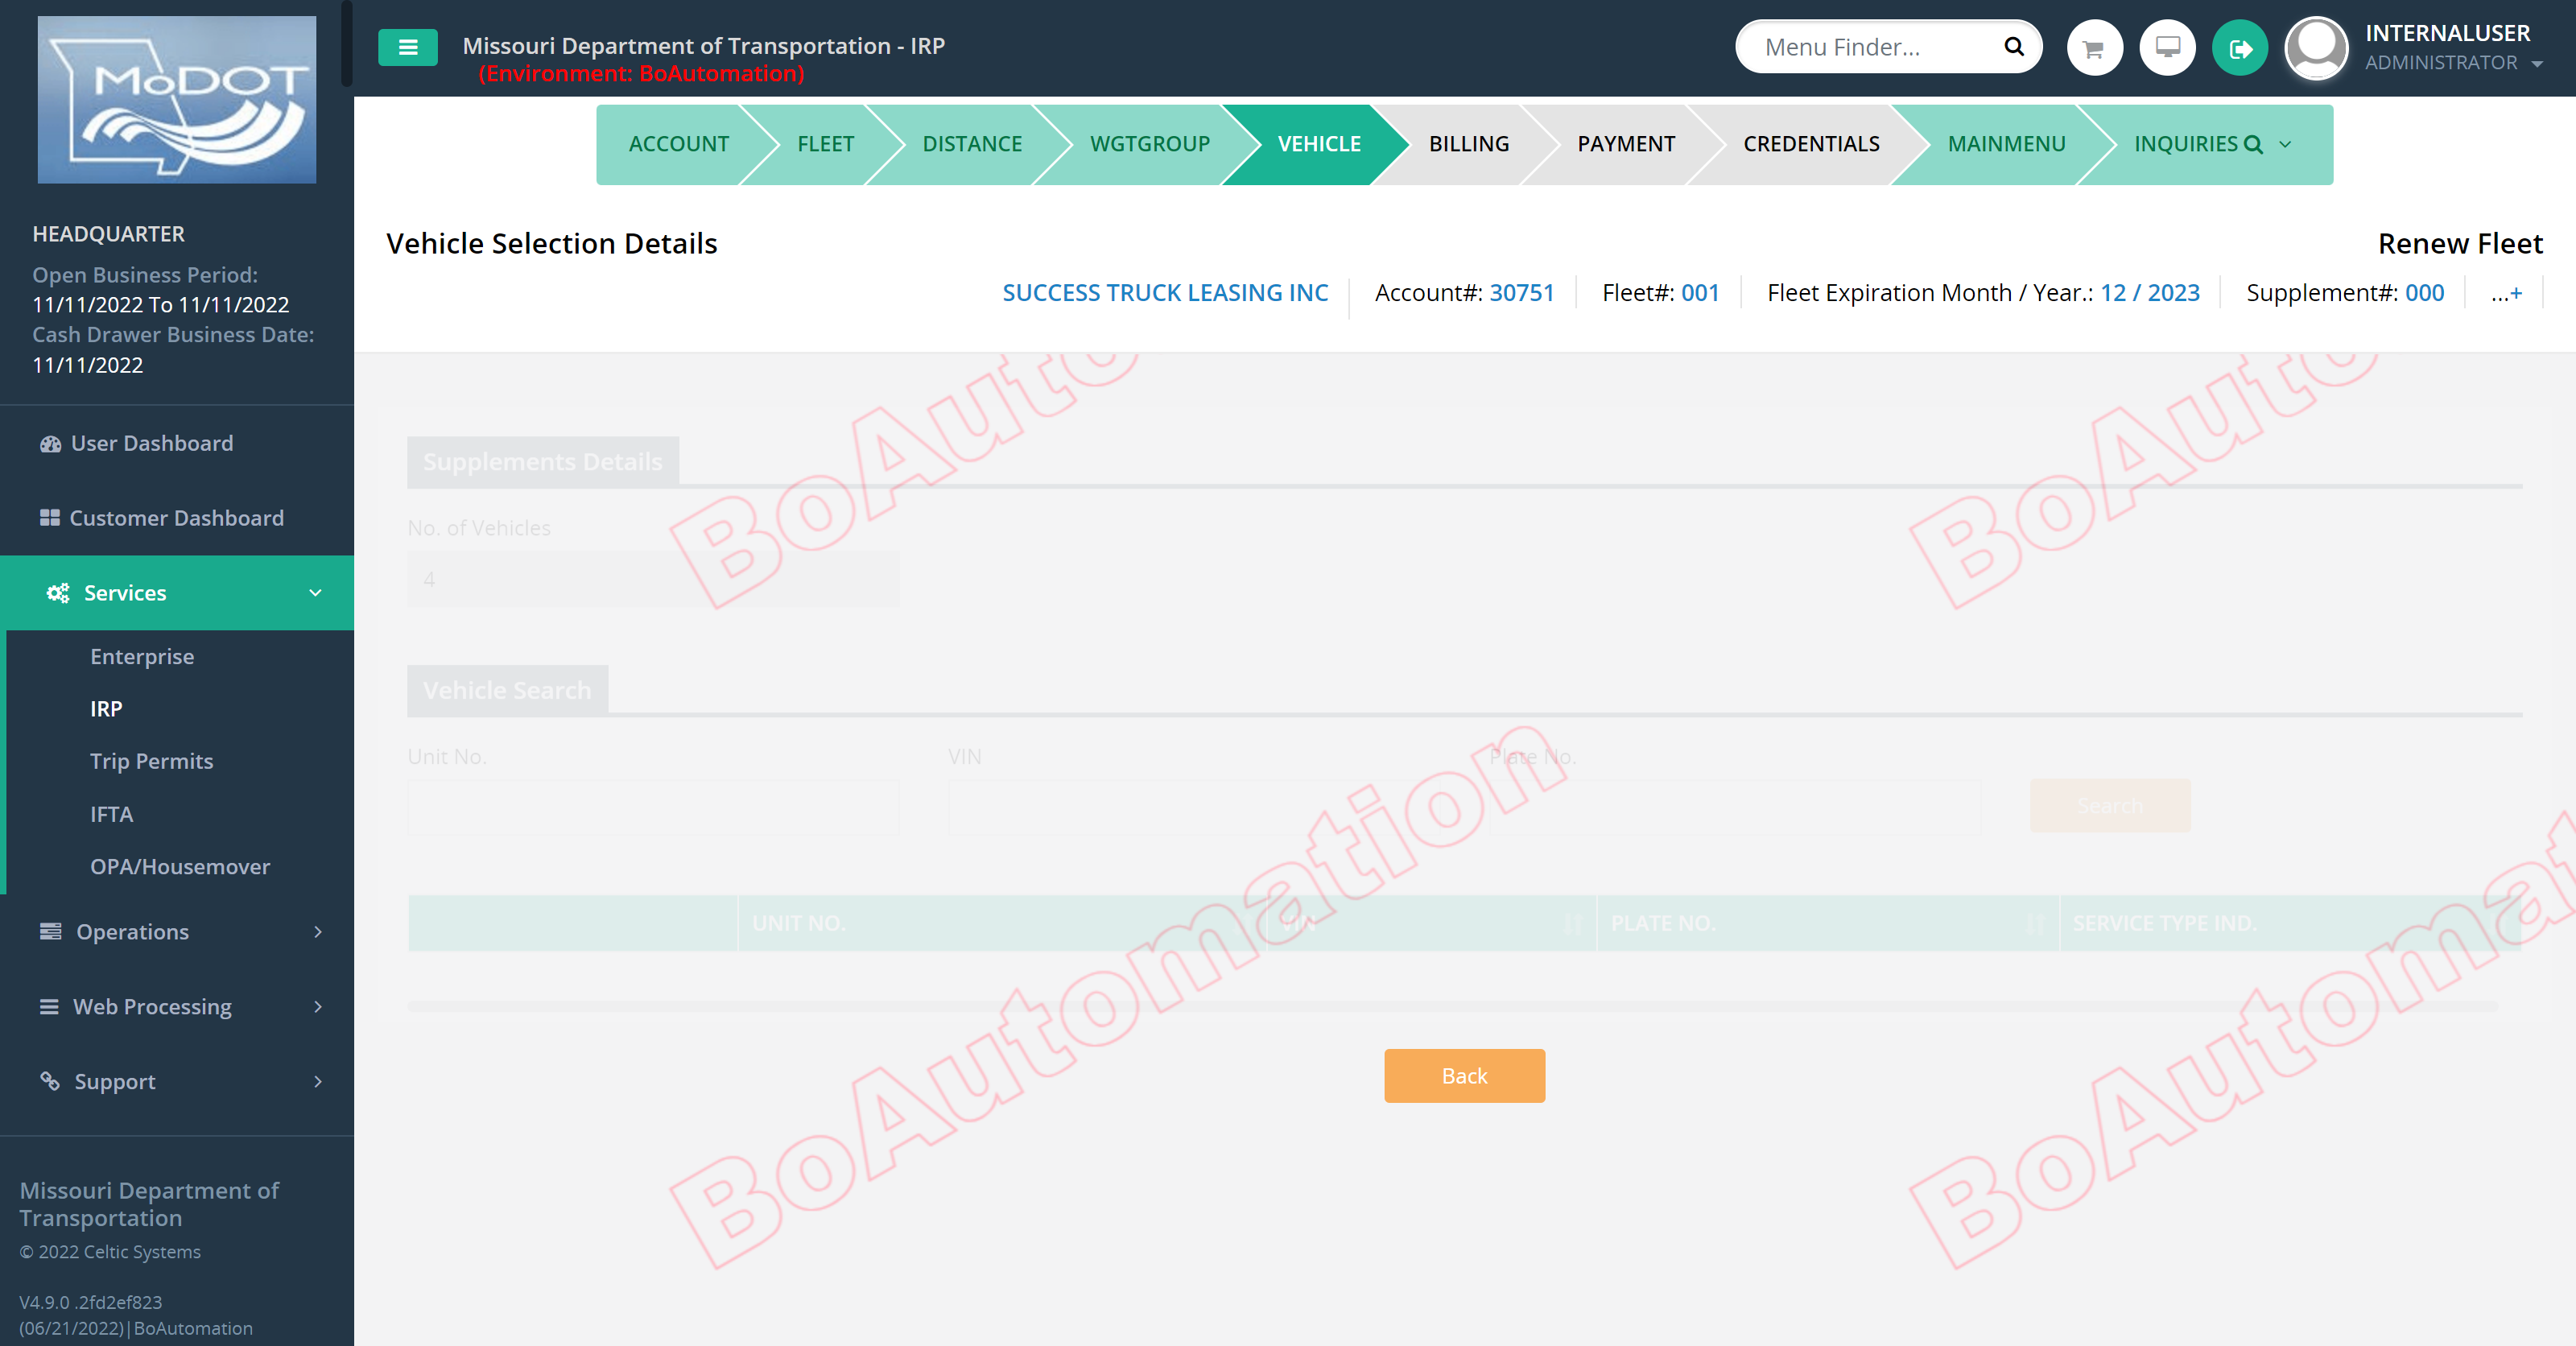 MoDOT
Missouri Department of Transportation - IRP
(Environment: BoAutomation)
Menu Finder...
INTERNALUSER
ADMINISTRATOR
HEADQUARTER
Open Business Period:
11/11/2022 To 11/11/2022
Cash Drawer Business Date:
11/11/2022
User Dashboard
Customer Dashboard
Services
Enterprise
IRP
Trip Permits
IFTA
OPA/Housemover
Operations
Web Processing
Support
Missouri Department of
Transportation
© 2022 Celtic Systems
V4.9.0 .2fd2ef823
(06/21/2022)|BoAutomation
ACCOUNT FLEET DISTANCE WGTGROUP VEHICLE BILLING PAYMENT CREDENTIALS MAINMENU INQUIRIES
Vehicle Selection Details
Renew Fleet
SUCCESS TRUCK LEASING INC Account#: 30751 Fleet#: 001 Fleet Expiration Month / Year.: 12 / 2023 Supplement#: 000 ...+
Supplements Details
No. of Vehicles
4
Vehicle Search
Unit No. VIN Plate No.
Search
UNIT NO. VIN PLATE NO. SERVICE TYPE IND.
Back
BoAuto
BoAuto
BoAutomation
BoAutomat